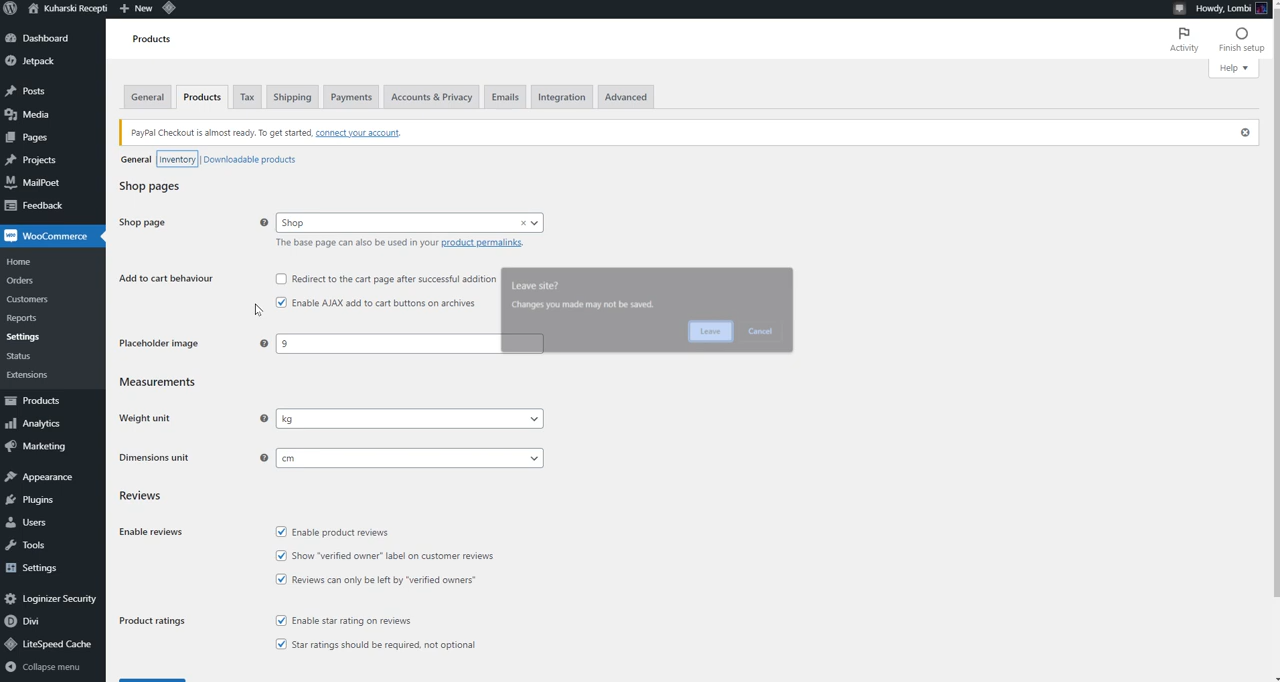 Kuharski Recepti
New
Howdy, Lombi
Products
Activity
Finish setup
Help
Dashboard
Jetpack
Posts
Media
Pages
Projects
MailPoet
Feedback
WooCommerce
Home
Orders
Customers
Reports
Settings
Status
Extensions
Products
Analytics
Marketing
Appearance
Plugins
Users
Tools
Settings
Loginizer Security
Divi
LiteSpeed Cache
Collapse menu
General Products Tax Shipping Payments Accounts & Privacy Emails Integration Advanced
PayPal Checkout is almost ready. To get started, connect your account.
General | Inventory | Downloadable products
Shop pages
Shop page
Shop
The base page can also be used in your product permalinks.
Add to cart behaviour
Redirect to the cart page after successful addition
Enable AJAX add to cart buttons on archives
Leave site?
Changes you made may not be saved.
Leave Cancel
Placeholder image
9
Measurements
Weight unit
kg
Dimensions unit
cm
Reviews
Enable reviews
Enable product reviews
Show "verified owner" label on customer reviews
Reviews can only be left by "verified owners"
Product ratings
Enable star rating on reviews
Star ratings should be required, not optional